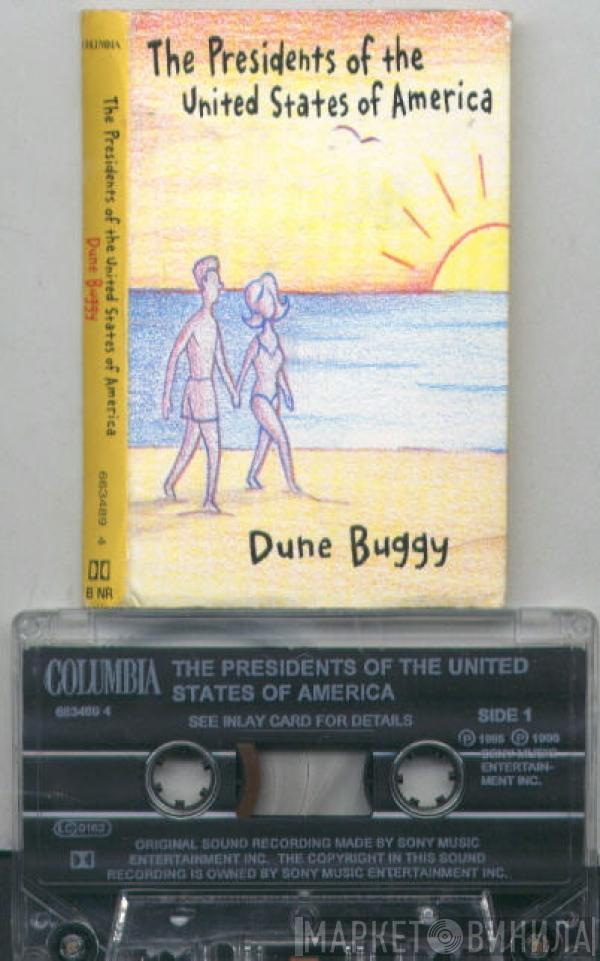 COLUMBIA
The Presidents of the United States of America
Dune Buggy
663489 4
B NR
The Presidents of the
United States of America
Dune Buggy
COLUMBIA
663489 4
THE PRESIDENTS OF THE UNITED
STATES OF AMERICA
SEE INLAY CARD FOR DETAILS
SIDE 1
Ⓟ 1995 Ⓟ 1996
SONY MUSIC
ENTERTAIN-
MENT INC.
LC 0162
ORIGINAL SOUND RECORDING MADE BY SONY MUSIC
ENTERTAINMENT INC. THE COPYRIGHT IN THIS SOUND
RECORDING IS OWNED BY SONY MUSIC ENTERTAINMENT INC.
МАРКЕТ ВИНИЛА